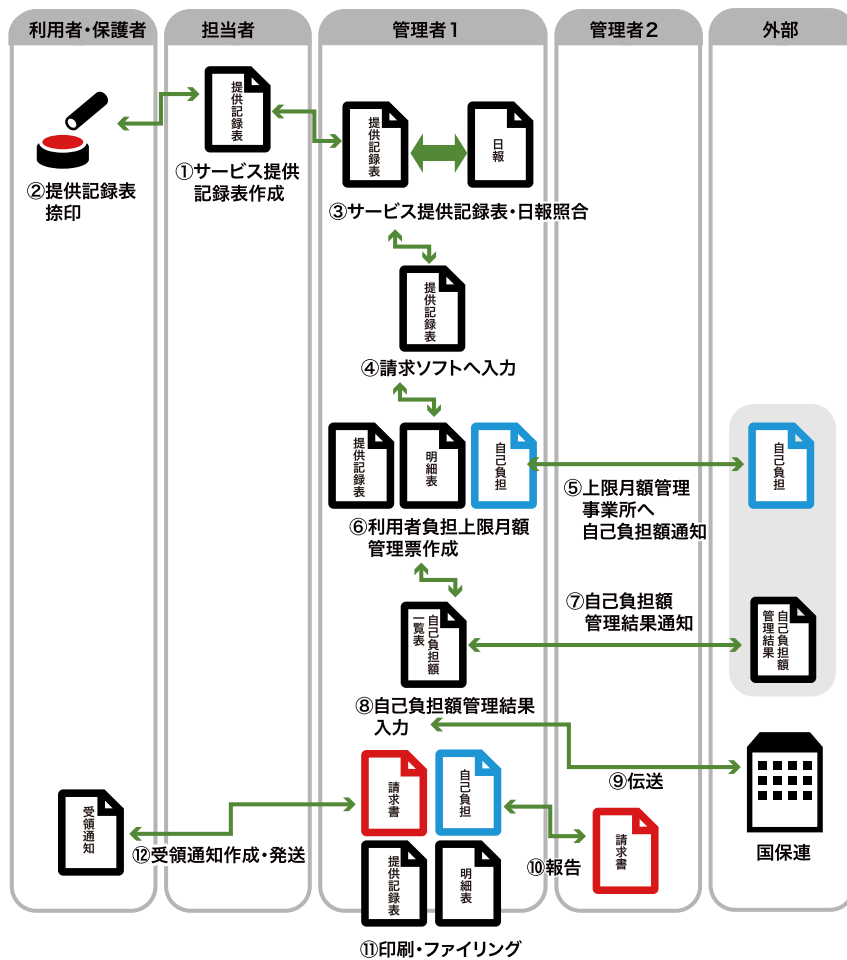 利用者・保護者
担当者
管理者1
管理者2
外部
提供記録表
①サービス提供
記録表作成
②提供記録表
捺印
提供記録表
日報
③サービス提供記録表・日報照合
提供記録表
④請求ソフトへ入力
提供記録表
明細表
自己負担
自己負担
⑤上限月額管理
事業所へ
自己負担額通知
⑥利用者負担上限月額
管理票作成
⑦自己負担額
管理結果通知
自己負担額
一覧表
自己負担額
管理結果
⑧自己負担額管理結果
入力
⑨伝送
国保連
請求書
自己負担
⑩報告
請求書
提供記録表
明細表
⑪印刷・ファイリング
受領通知
⑫受領通知作成・発送